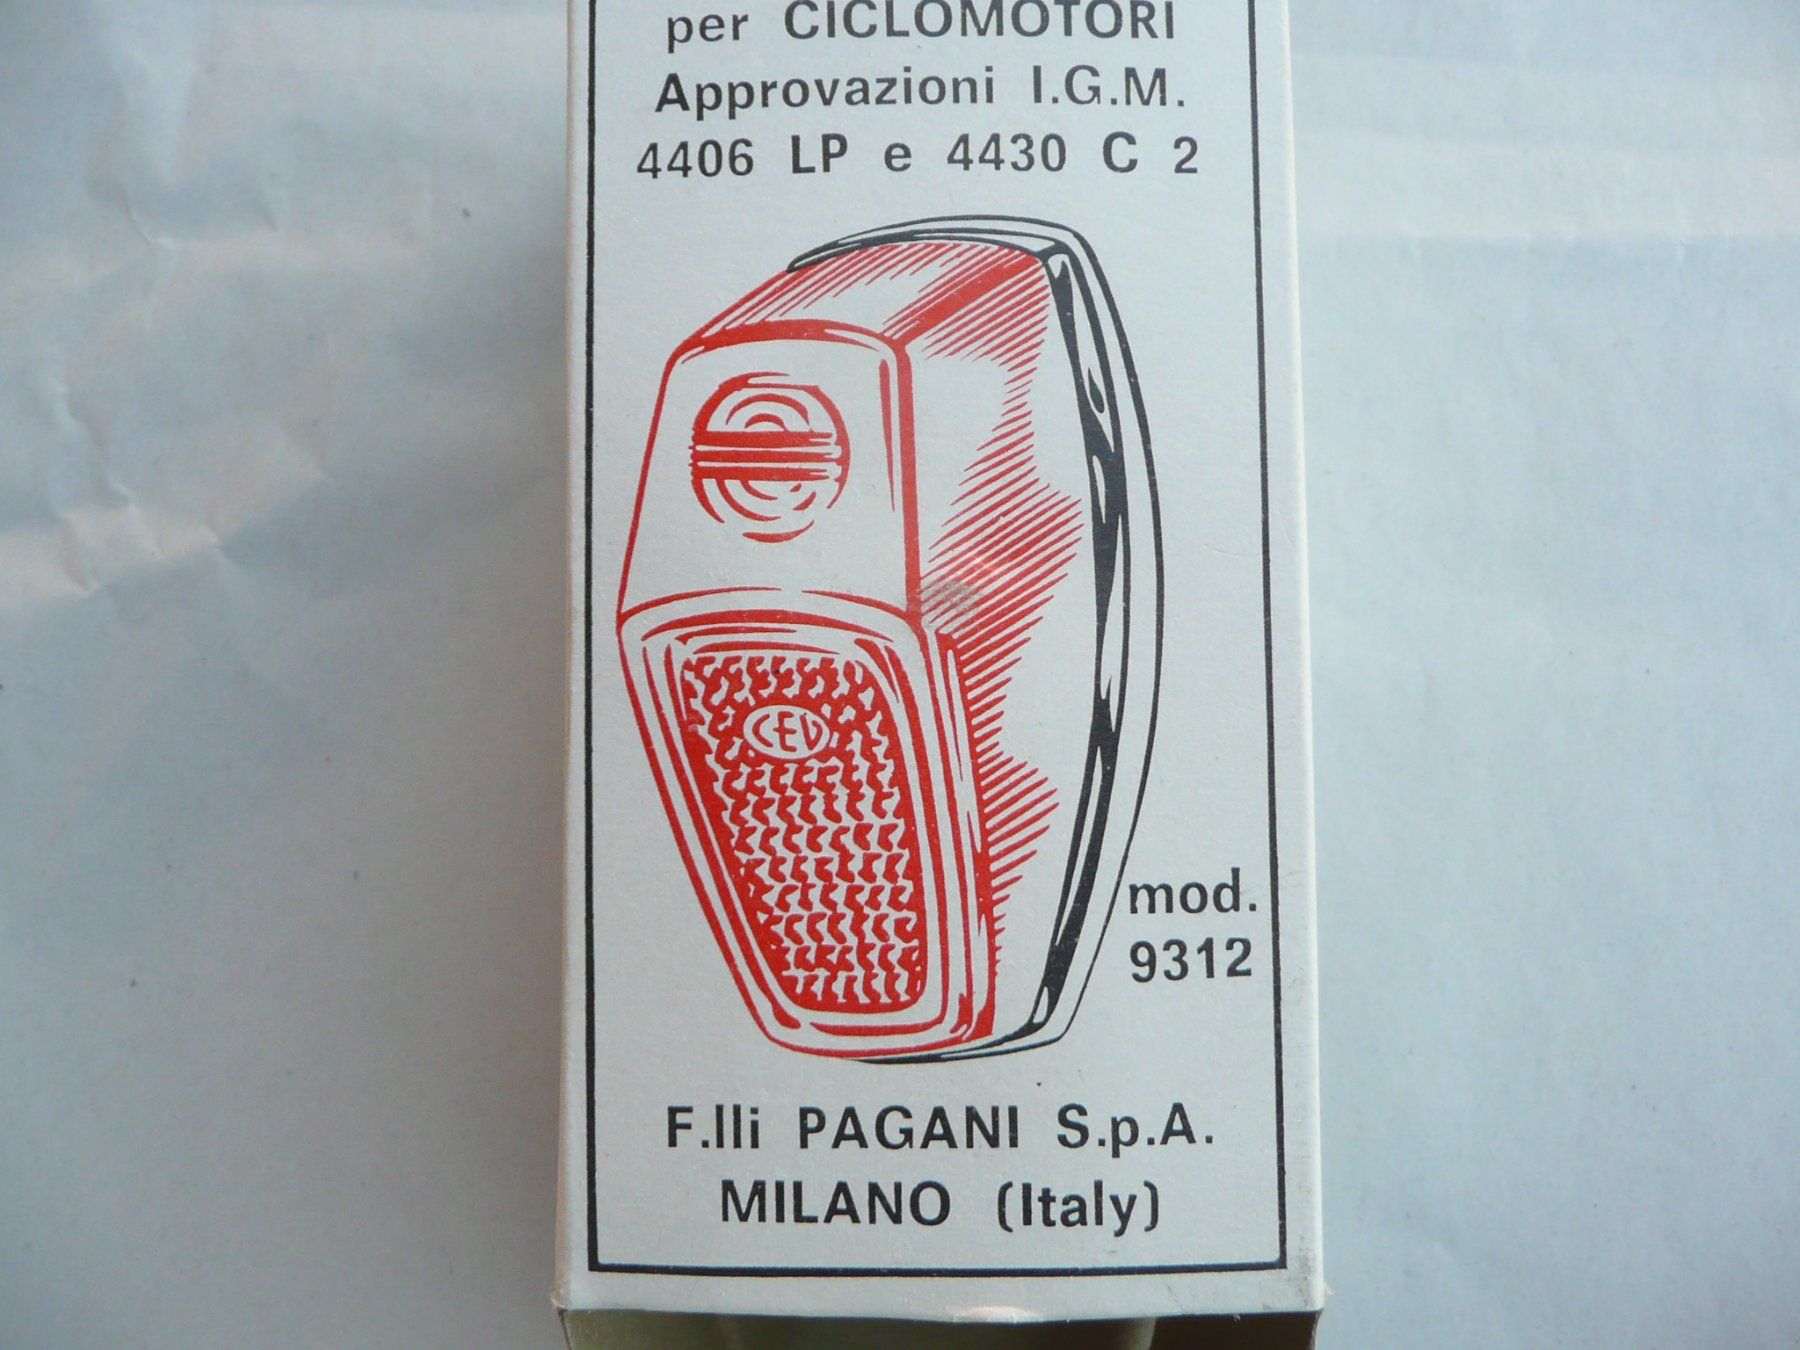 per CICLOMOTORI
Approvazioni I.G.M.
4406 LP e 4430 C 2
CEV
mod.
9312
F.lli PAGANI S.p.A.
MILANO (Italy)